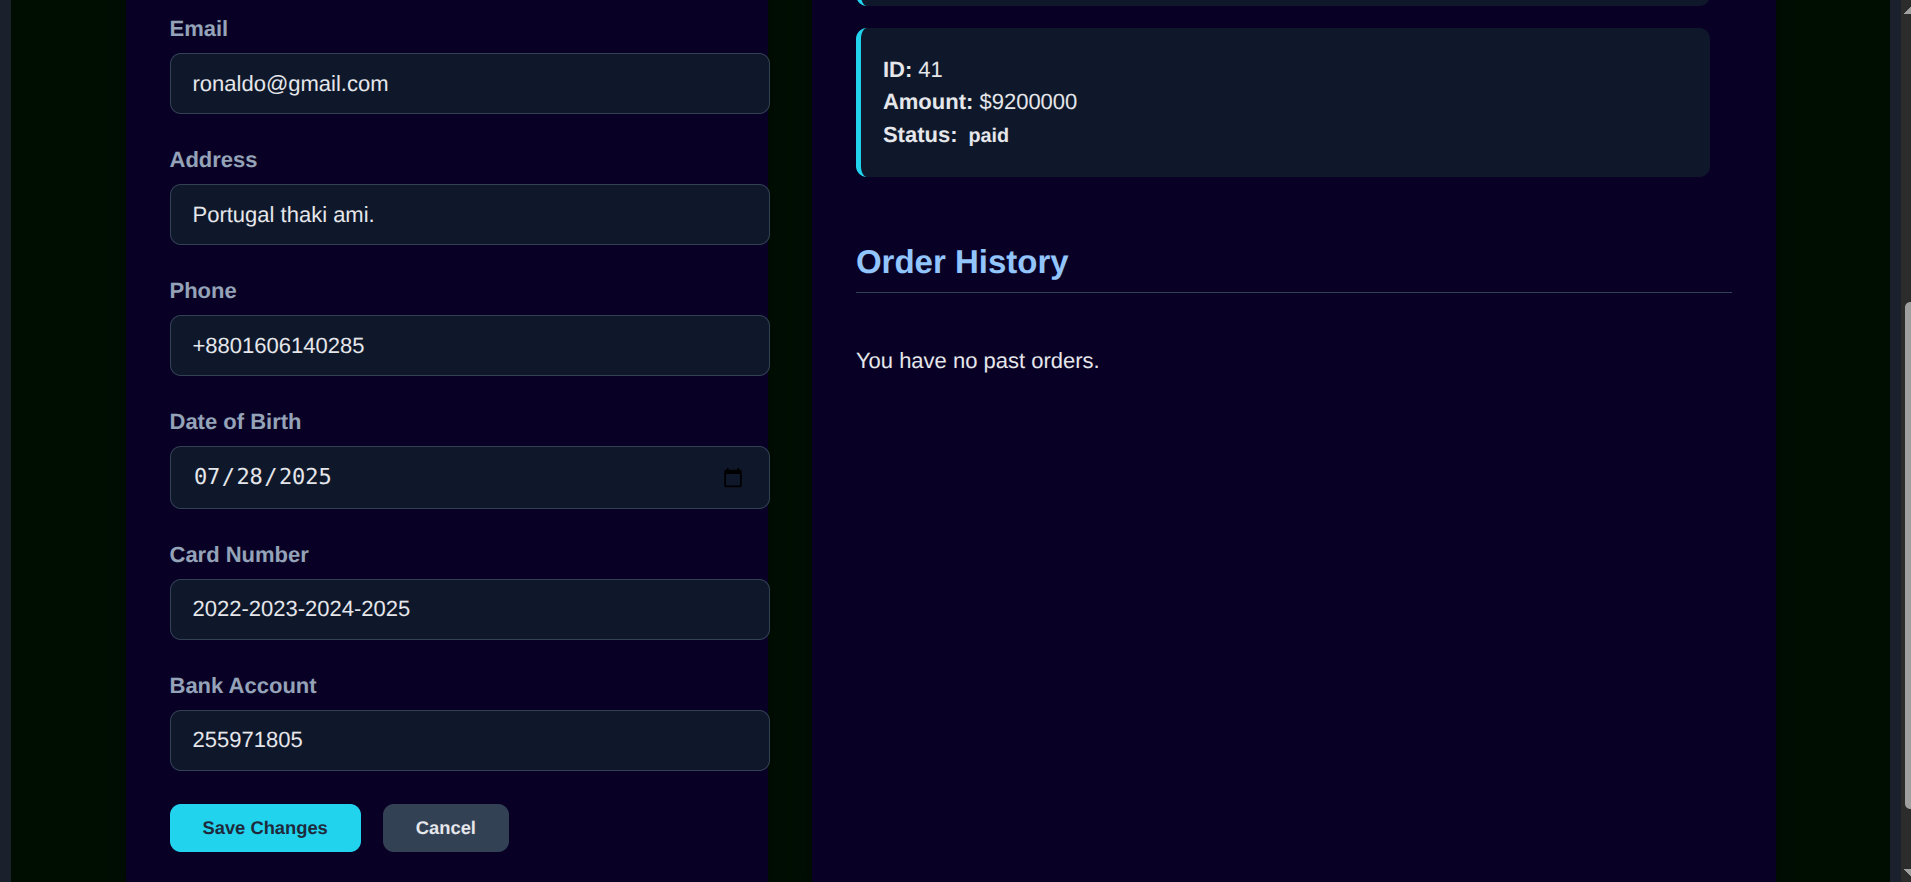 Email
ronaldo@gmail.com
Address
Portugal thaki ami.
Phone
+8801606140285
Date of Birth
07/28/2025
Card Number
2022-2023-2024-2025
Bank Account
255971805
Save Changes
Cancel
ID: 41
Amount: $9200000
Status: paid
Order History
You have no past orders.